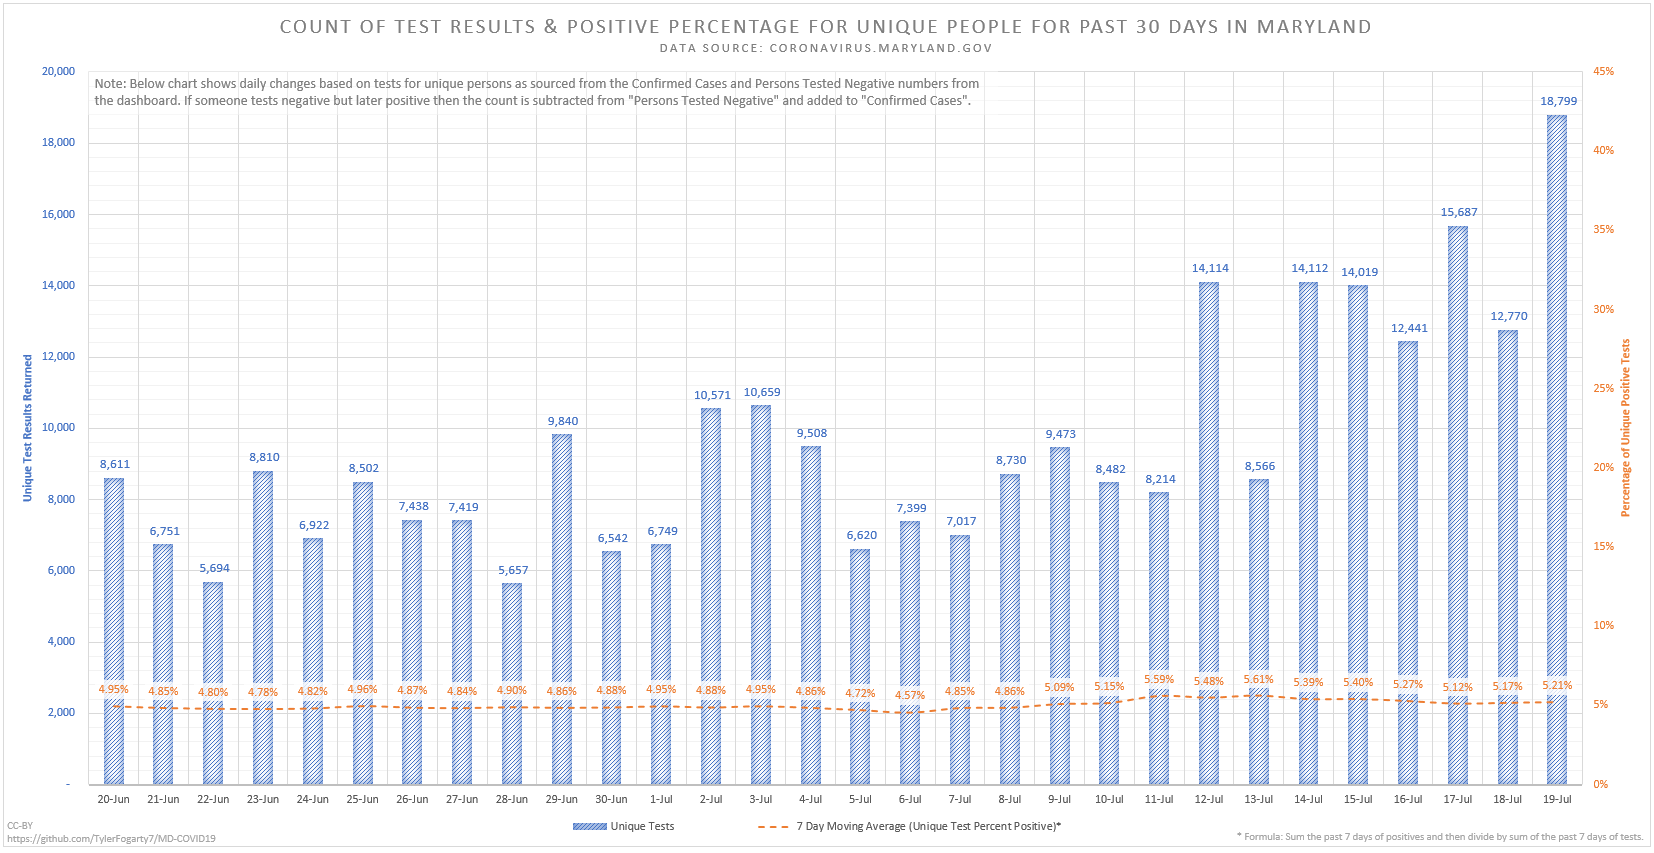 COUNT OF TEST RESULTS & POSITIVE PERCENTAGE FOR UNIQUE PEOPLE FOR PAST 30 DAYS IN MARYLAND
DATA SOURCE: CORONAVIRUS.MARYLAND.GOV
Note: Below chart shows daily changes based on tests for unique persons as sourced from the Confirmed Cases and Persons Tested Negative numbers from
the dashboard. If someone tests negative but later positive then the count is subtracted from "Persons Tested Negative" and added to "Confirmed Cases".
Unique Test Results Returned
20,000
18,000
16,000
14,000
12,000
10,000
8,000
6,000
4,000
2,000
-
8,611
6,751
5,694
8,810
6,922
8,502
7,438
7,419
5,657
9,840
6,542
6,749
10,571
10,659
9,508
6,620
7,399
7,017
8,730
9,473
8,482
8,214
14,114
8,566
14,112
14,019
12,441
15,687
12,770
18,799
4.95%
4.85%
4.80%
4.78%
4.82%
4.96%
4.87%
4.84%
4.90%
4.86%
4.88%
4.95%
4.88%
4.95%
4.86%
4.72%
4.57%
4.85%
4.86%
5.09%
5.15%
5.59%
5.48%
5.61%
5.39%
5.40%
5.27%
5.12%
5.17%
5.21%
45%
40%
35%
30%
25%
20%
15%
10%
5%
0%
Percentage of Unique Positive Tests
20-Jun
21-Jun
22-Jun
23-Jun
24-Jun
25-Jun
26-Jun
27-Jun
28-Jun
29-Jun
30-Jun
1-Jul
2-Jul
3-Jul
4-Jul
5-Jul
6-Jul
7-Jul
8-Jul
9-Jul
10-Jul
11-Jul
12-Jul
13-Jul
14-Jul
15-Jul
16-Jul
17-Jul
18-Jul
19-Jul
Unique Tests
7 Day Moving Average (Unique Test Percent Positive)*
CC-BY
https://github.com/TylerFogarty7/MD-COVID19
* Formula: Sum the past 7 days of positives and then divide by sum of the past 7 days of tests.